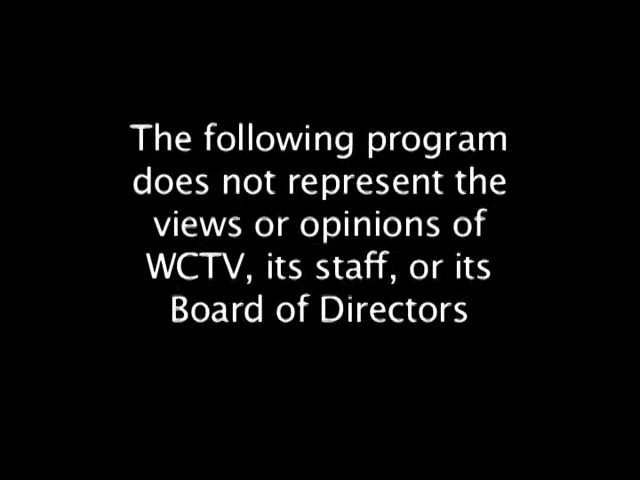 The following program
does not represent the
views or opinions of
WCTV, its staff, or its
Board of Directors